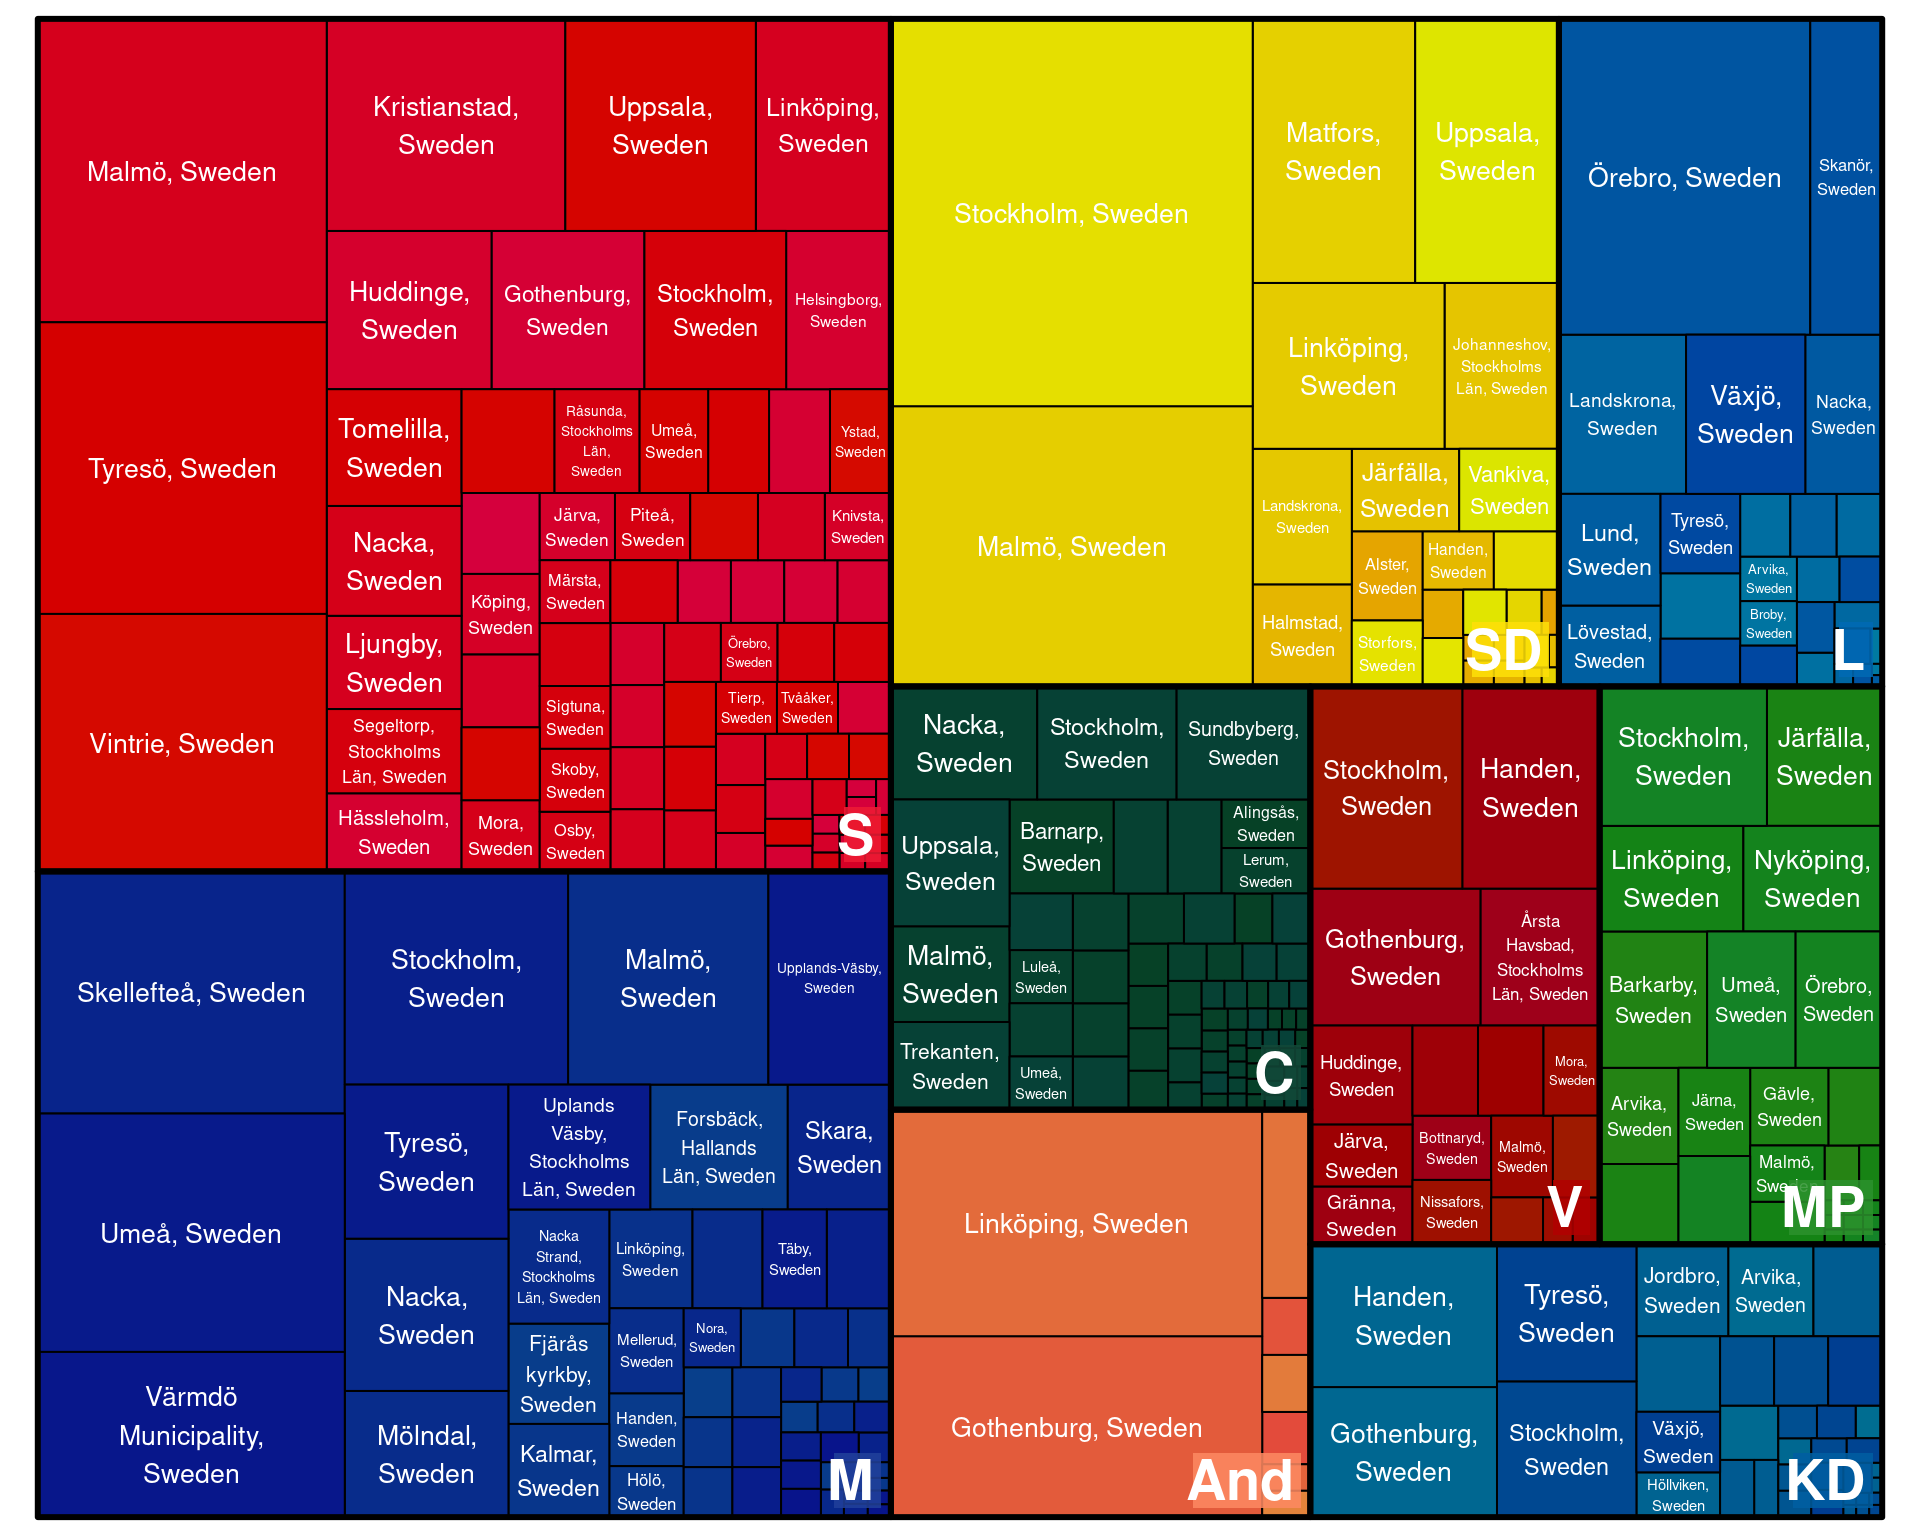 Malmö, Sweden
Tyresö, Sweden
Vintrie, Sweden
Kristianstad,
Sweden
Uppsala,
Sweden
Linköping,
Sweden
Huddinge,
Sweden
Gothenburg,
Sweden
Stockholm,
Sweden
Helsingborg,
Sweden
Tomelilla,
Sweden
Nacka,
Sweden
Ljungby,
Sweden
Segeltorp,
Stockholms
Län, Sweden
Hässleholm,
Sweden
Råsunda,
Stockholms
Län,
Sweden
Umeå,
Sweden
Ystad,
Sweden
Köping,
Sweden
Mora,
Sweden
Järva,
Sweden
Piteå,
Sweden
Knivsta,
Sweden
Märsta,
Sweden
Sigtuna,
Sweden
Skoby,
Sweden
Osby,
Sweden
Örebro,
Sweden
Tierp,
Sweden
Tvååker,
Sweden
S
Skellefteå, Sweden
Umeå, Sweden
Värmdö
Municipality,
Sweden
Stockholm,
Sweden
Malmö,
Sweden
Upplands-Väsby,
Sweden
Tyresö,
Sweden
Nacka,
Sweden
Mölndal,
Sweden
Uplands
Väsby,
Stockholms
Län, Sweden
Forsbäck,
Hallands
Län, Sweden
Skara,
Sweden
Nacka
Strand,
Stockholms
Län, Sweden
Fjärås
kyrkby,
Sweden
Kalmar,
Sweden
Linköping,
Sweden
Täby,
Sweden
Mellerud,
Sweden
Handen,
Sweden
Hölö,
Sweden
Nora,
Sweden
M
Stockholm, Sweden
Malmö, Sweden
Matfors,
Sweden
Uppsala,
Sweden
Linköping,
Sweden
Johanneshov,
Stockholms
Län, Sweden
Landskrona,
Sweden
Halmstad,
Sweden
Järfälla,
Sweden
Vankiva,
Sweden
Alster,
Sweden
Storfors,
Sweden
Handen,
Sweden
SD
Örebro, Sweden
Skanör,
Sweden
Landskrona,
Sweden
Växjö,
Sweden
Nacka,
Sweden
Lund,
Sweden
Lövestad,
Sweden
Tyresö,
Sweden
Arvika,
Sweden
Broby,
Sweden
L
Nacka,
Sweden
Stockholm,
Sweden
Sundbyberg,
Sweden
Uppsala,
Sweden
Malmö,
Sweden
Trekanten,
Sweden
Barnarp,
Sweden
Alingsås,
Sweden
Lerum,
Sweden
Luleå,
Sweden
Umeå,
Sweden
C
Linköping, Sweden
Gothenburg, Sweden
And
Stockholm,
Sweden
Handen,
Sweden
Gothenburg,
Sweden
Årsta
Havsbad,
Stockholms
Län, Sweden
Huddinge,
Sweden
Järva,
Sweden
Gränna,
Sweden
Mora,
Sweden
Bottnaryd,
Sweden
Nissafors,
Sweden
Malmö,
Sweden
V
Stockholm,
Sweden
Järfälla,
Sweden
Linköping,
Sweden
Nyköping,
Sweden
Barkarby,
Sweden
Umeå,
Sweden
Örebro,
Sweden
Arvika,
Sweden
Järna,
Sweden
Gävle,
Sweden
Malmö,
Sweden
MP
Handen,
Sweden
Gothenburg,
Sweden
Tyresö,
Sweden
Stockholm,
Sweden
Jordbro,
Sweden
Arvika,
Sweden
Växjö,
Sweden
Höllviken,
Sweden
KD